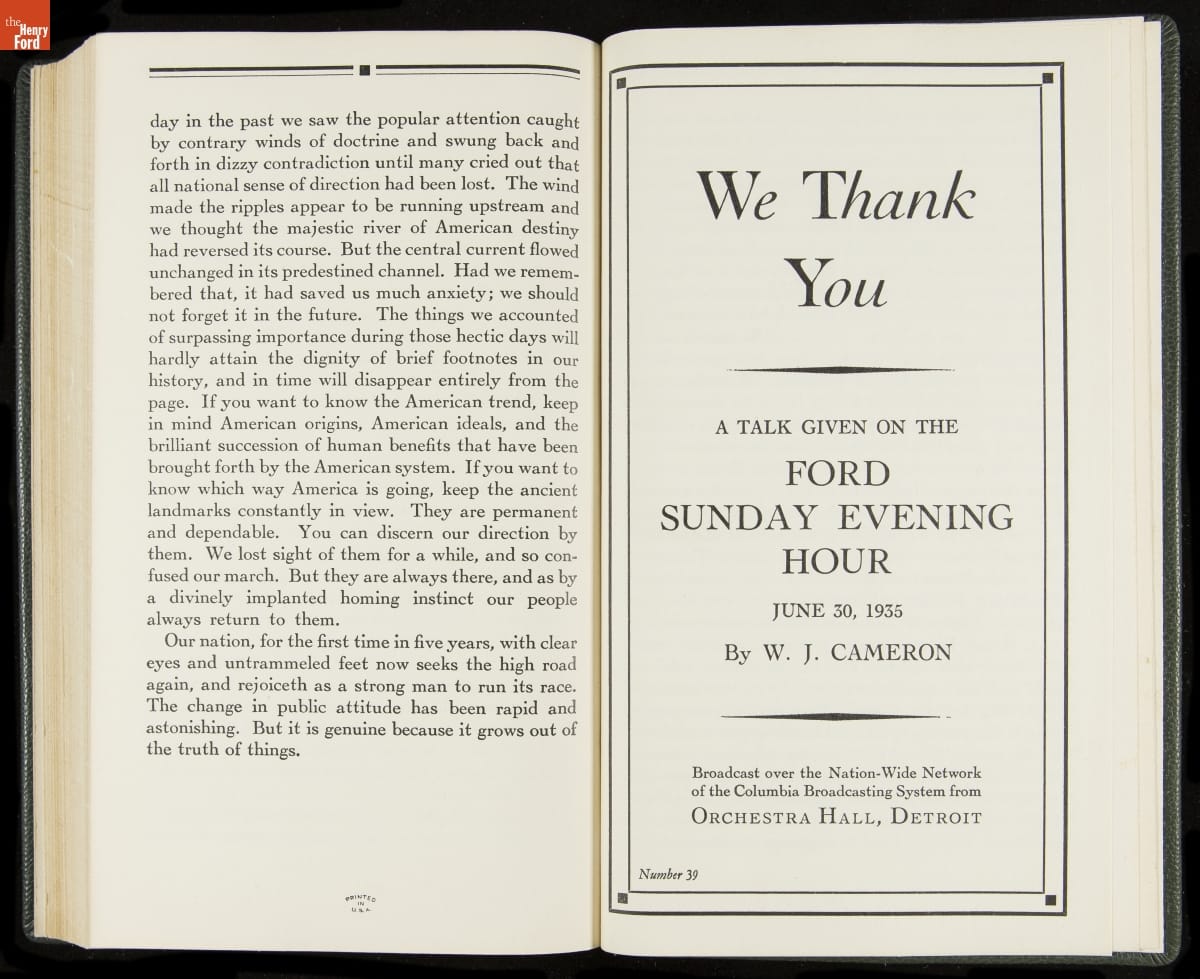 the
Henry
Ford
day in the past we saw the popular attention caught
by contrary winds of doctrine and swung back and
forth in dizzy contradiction until many cried out that
all national sense of direction had been lost. The wind
made the ripples appear to be running upstream and
we thought the majestic river of American destiny
had reversed its course. But the central current flowed
unchanged in its predestined channel. Had we remem-
bered that, it had saved us much anxiety; we should
not forget it in the future. The things we accounted
of surpassing importance during those hectic days will
hardly attain the dignity of brief footnotes in our
history, and in time will disappear entirely from the
page. If you want to know the American trend, keep
in mind American origins, American ideals, and the
brilliant succession of human benefits that have been
brought forth by the American system. If you want to
know which way America is going, keep the ancient
landmarks constantly in view. They are permanent
and dependable. You can discern our direction by
them. We lost sight of them for a while, and so con-
fused our march. But they are always there, and as by
a divinely implanted homing instinct our people
always return to them.
Our nation, for the first time in five years, with clear
eyes and untrammeled feet now seeks the high road
again, and rejoiceth as a strong man to run its race.
The change in public attitude has been rapid and
astonishing. But it is genuine because it grows out of
the truth of things.
PRINTED
IN
U.S.A.
We Thank
You
A TALK GIVEN ON THE
FORD
SUNDAY EVENING
HOUR
JUNE 30, 1935
By W. J. CAMERON
Broadcast over the Nation-Wide Network
of the Columbia Broadcasting System from
ORCHESTRA HALL, DETROIT
Number 39